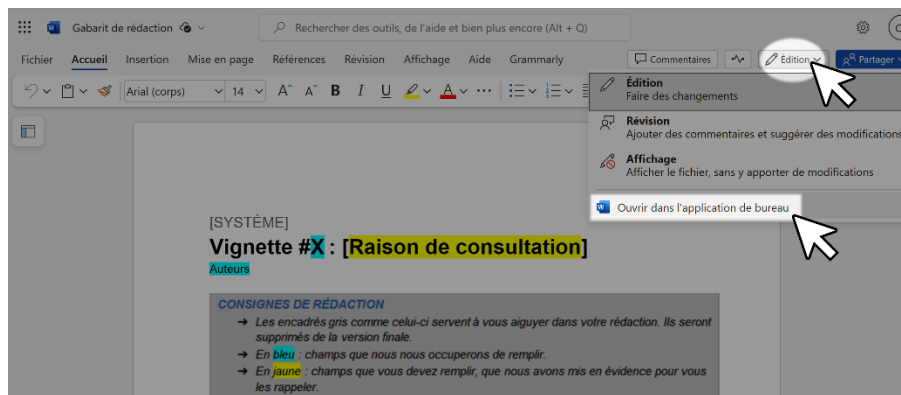 Gabarit de rédaction
Rechercher des outils, de l'aide et bien plus encore (Alt + Q)
Fichier Accueil Insertion Mise en page Références Révision Affichage Aide Grammarly
Commentaires Édition Partager
Arial (corps) 14 A A B I U A
Édition
Faire des changements
Révision
Ajouter des commentaires et suggérer des modifications
Affichage
Afficher le fichier, sans y apporter de modifications
Ouvrir dans l'application de bureau
[SYSTÈME]
Vignette #X : [Raison de consultation]
Auteurs
CONSIGNES DE RÉDACTION
➔ Les encadrés gris comme celui-ci servent à vous aiguyer dans votre rédaction. Ils seront
supprimés de la version finale.
➔ En bleu : champs que nous nous occuperons de remplir.
➔ En jaune : champs que vous devez remplir, que nous avons mis en évidence pour vous
les rappeler.